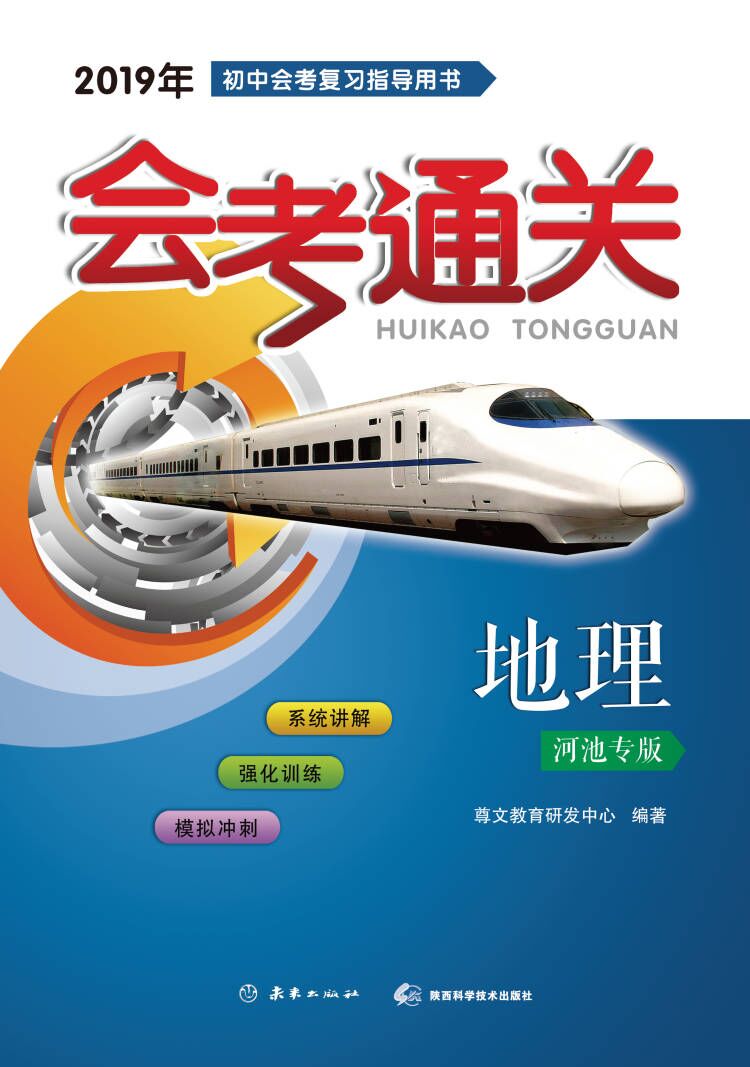 2019年 初中会考复习指导用书
会考通关
HUIKAO TONGGUAN
地理
河池专版
系统讲解
强化训练
模拟冲刺
尊文教育研发中心 编著
未来出版社 陕西科学技术出版社